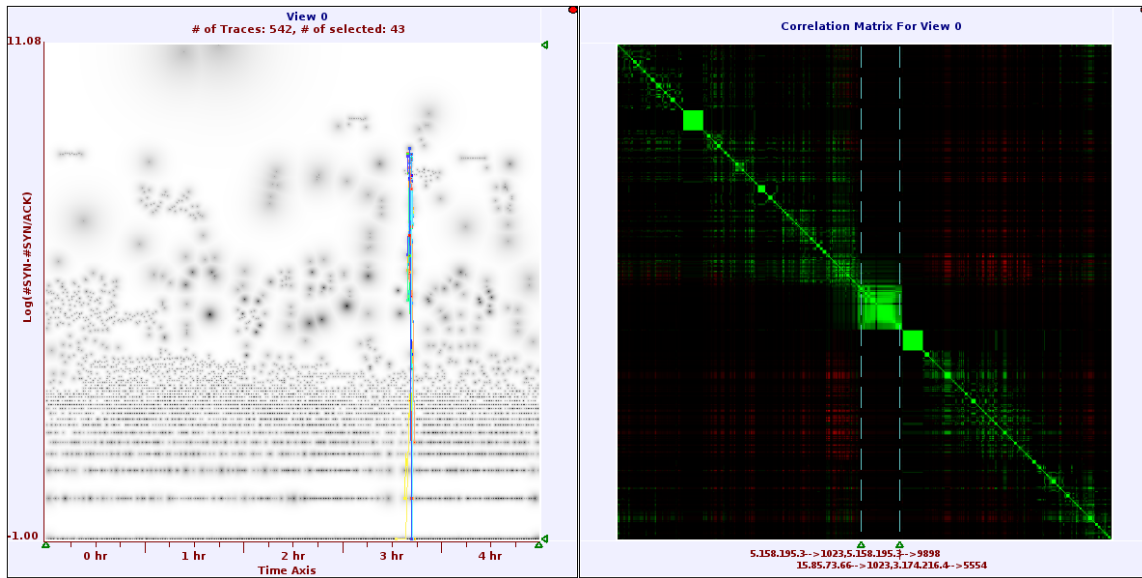 View 0
# of Traces: 542, # of selected: 43
11.08
Log(#SYN-#SYN/ACK)
-1.00
0 hr 1 hr 2 hr 3 hr 4 hr
Time Axis
Correlation Matrix For View 0
5.158.195.3-->1023,5.158.195.3-->9898
15.85.73.66-->1023,3.174.216.4-->5554